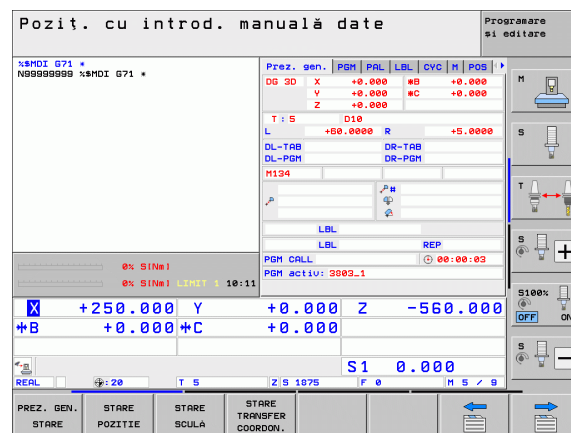 Poziţ. cu introd. manuală date
Programare
şi editare
%$MDI G71 *
N99999999 %$MDI G71 *
Prez. gen. PGM PAL LBL CYC M POS
DG 3D X +0.000 *B +0.000
Y +0.000 *C +0.000
Z +0.000
T : 5 D10
L +60.0000 R +5.0000
DL-TAB DR-TAB
DL-PGM DR-PGM
M134
LBL
LBL REP
PGM CALL 00:00:03
PGM activ: 3803_1
0% S[Nm]
0% S[Nm] LIMIT 1 10:11
X +250.000 Y +0.000 Z -560.000
*B +0.000 *C +0.000
S1 0.000
REAL : 20 T 5 Z S 1875 F 0 M 5 / 9
M
S
T
S
S100%
OFF ON
S
PREZ. GEN. STARE
STARE POZIŢIE
STARE SCULĂ
STARE TRANSFER COORDON.